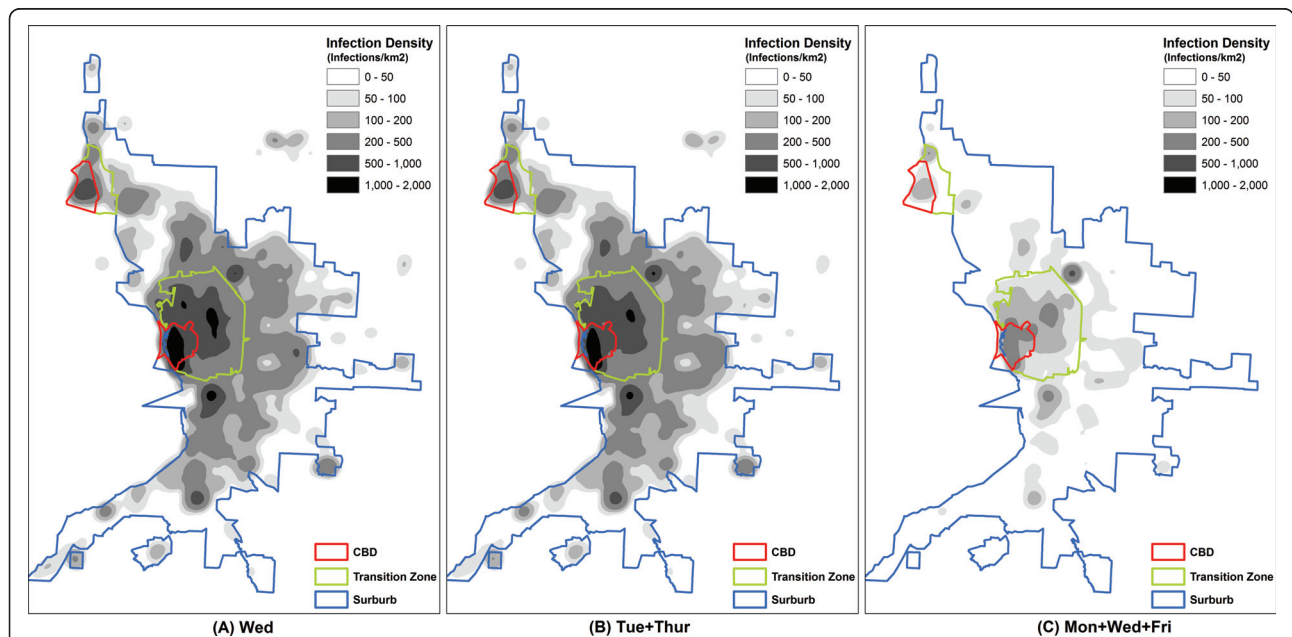 Infection Density
(Infections/km2)
0 - 50
50 - 100
100 - 200
200 - 500
500 - 1,000
1,000 - 2,000
CBD
Transition Zone
Surburb
(A) Wed
Infection Density
(Infections/km2)
0 - 50
50 - 100
100 - 200
200 - 500
500 - 1,000
1,000 - 2,000
CBD
Transition Zone
Surburb
(B) Tue+Thur
Infection Density
(Infections/km2)
0 - 50
50 - 100
100 - 200
200 - 500
500 - 1,000
1,000 - 2,000
CBD
Transition Zone
Surburb
(C) Mon+Wed+Fri